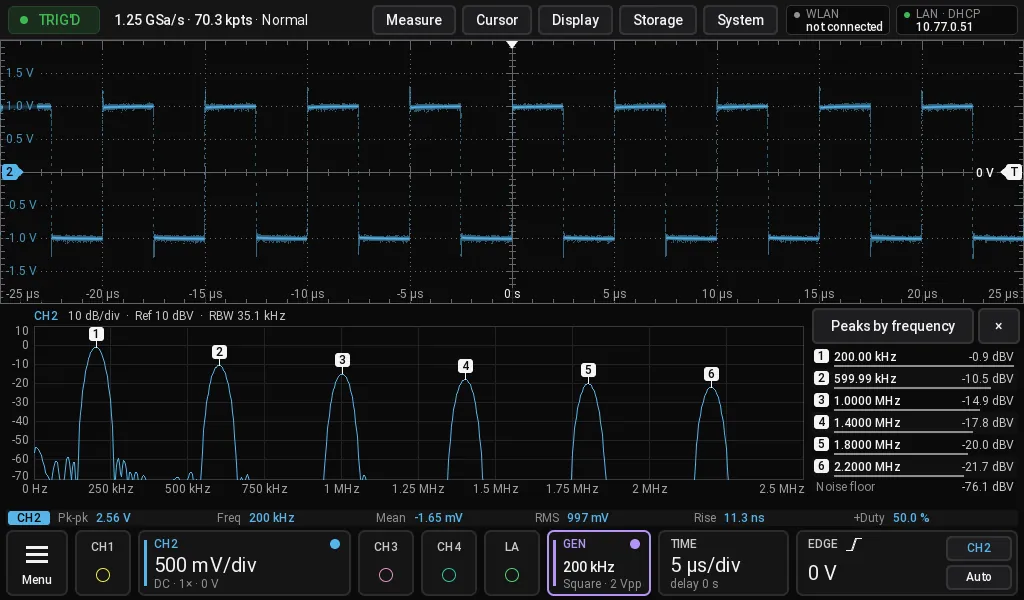 TRIG'D
1.25 GSa/s · 70.3 kpts · Normal
Measure
Cursor
Display
Storage
System
WLAN
not connected
LAN · DHCP
10.77.0.51
1.5 V
1.0 V
0.5 V
2
0 V
T
-0.5 V
-1.0 V
-1.5 V
-25 µs
-20 µs
-15 µs
-10 µs
-5 µs
0 s
5 µs
10 µs
15 µs
20 µs
25 µs
CH2 10 dB/div · Ref 10 dBV · RBW 35.1 kHz
10
0
-10
-20
-30
-40
-50
-60
-70
1
2
3
4
5
6
0 Hz
250 kHz
500 kHz
750 kHz
1 MHz
1.25 MHz
1.5 MHz
1.75 MHz
2 MHz
2.5 MHz
Peaks by frequency
×
1 200.00 kHz -0.9 dBV
2 599.99 kHz -10.5 dBV
3 1.0000 MHz -14.9 dBV
4 1.4000 MHz -17.8 dBV
5 1.8000 MHz -20.0 dBV
6 2.2000 MHz -21.7 dBV
Noise floor -76.1 dBV
CH2 Pk-pk 2.56 V Freq 200 kHz Mean -1.65 mV RMS 997 mV Rise 11.3 ns +Duty 50.0 %
Menu
CH1
CH2
500 mV/div
DC · 1× · 0 V
CH3
CH4
LA
GEN
200 kHz
Square · 2 Vpp
TIME
5 µs/div
delay 0 s
EDGE
0 V
CH2
Auto